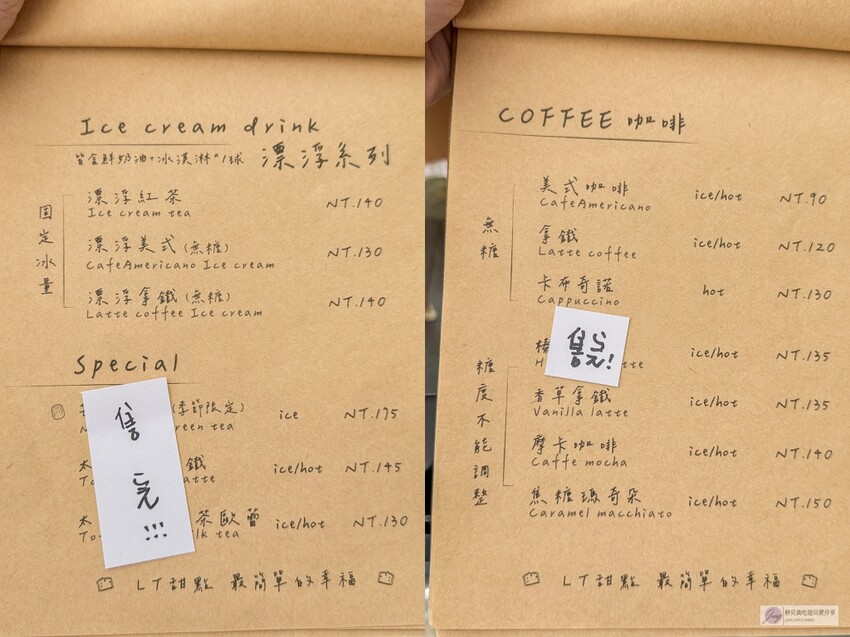 Ice cream drink
皆含鮮奶油+冰淇淋*1球 漂浮系列
固定冰量
漂浮紅茶
Ice cream tea
NT.140
漂浮美式(無糖)
CafeAmericano Ice cream
NT.130
漂浮拿鐵(無糖)
Latte coffee Ice cream
NT.140
Special
(季節限定)
een tea
ice
NT.175
鐵
atte
ice/hot
NT.145
太
茶歐蕾
To
lk tea
ice/hot
NT.130
售完!!!
LT甜點 最簡單的幸福
COFFEE 咖啡
無糖
美式咖啡
CafeAmericano
ice/hot
NT.90
拿鐵
Latte coffee
ice/hot
NT.120
卡布奇諾
Cappuccino
hot
NT.130
糖度不能調整
售完!
H
tte
ice/hot
NT.135
香草拿鐵
Vanilla latte
ice/hot
NT.135
摩卡咖啡
Caffe mocha
ice/hot
NT.140
焦糖瑪奇朵
Caramel macchiato
ice/hot
NT.150
LT甜點 最簡單的幸福